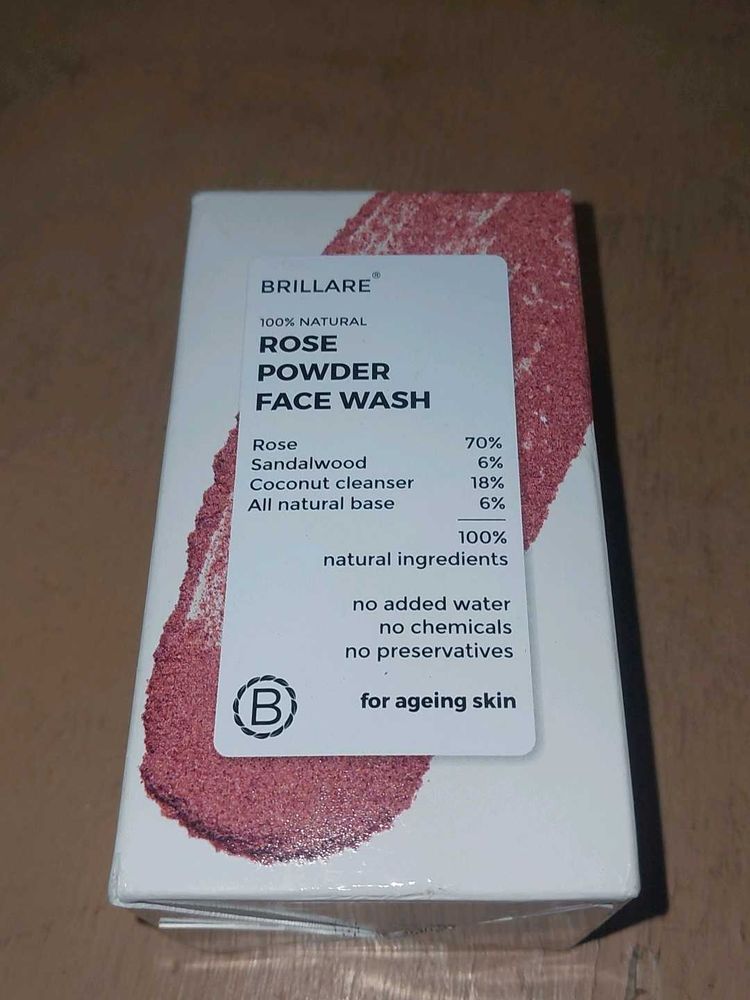 BRILLARE®
100% NATURAL
ROSE
POWDER
FACE WASH
Rose 70%
Sandalwood 6%
Coconut cleanser 18%
All natural base 6%
100%
natural ingredients
no added water
no chemicals
no preservatives
B
for ageing skin